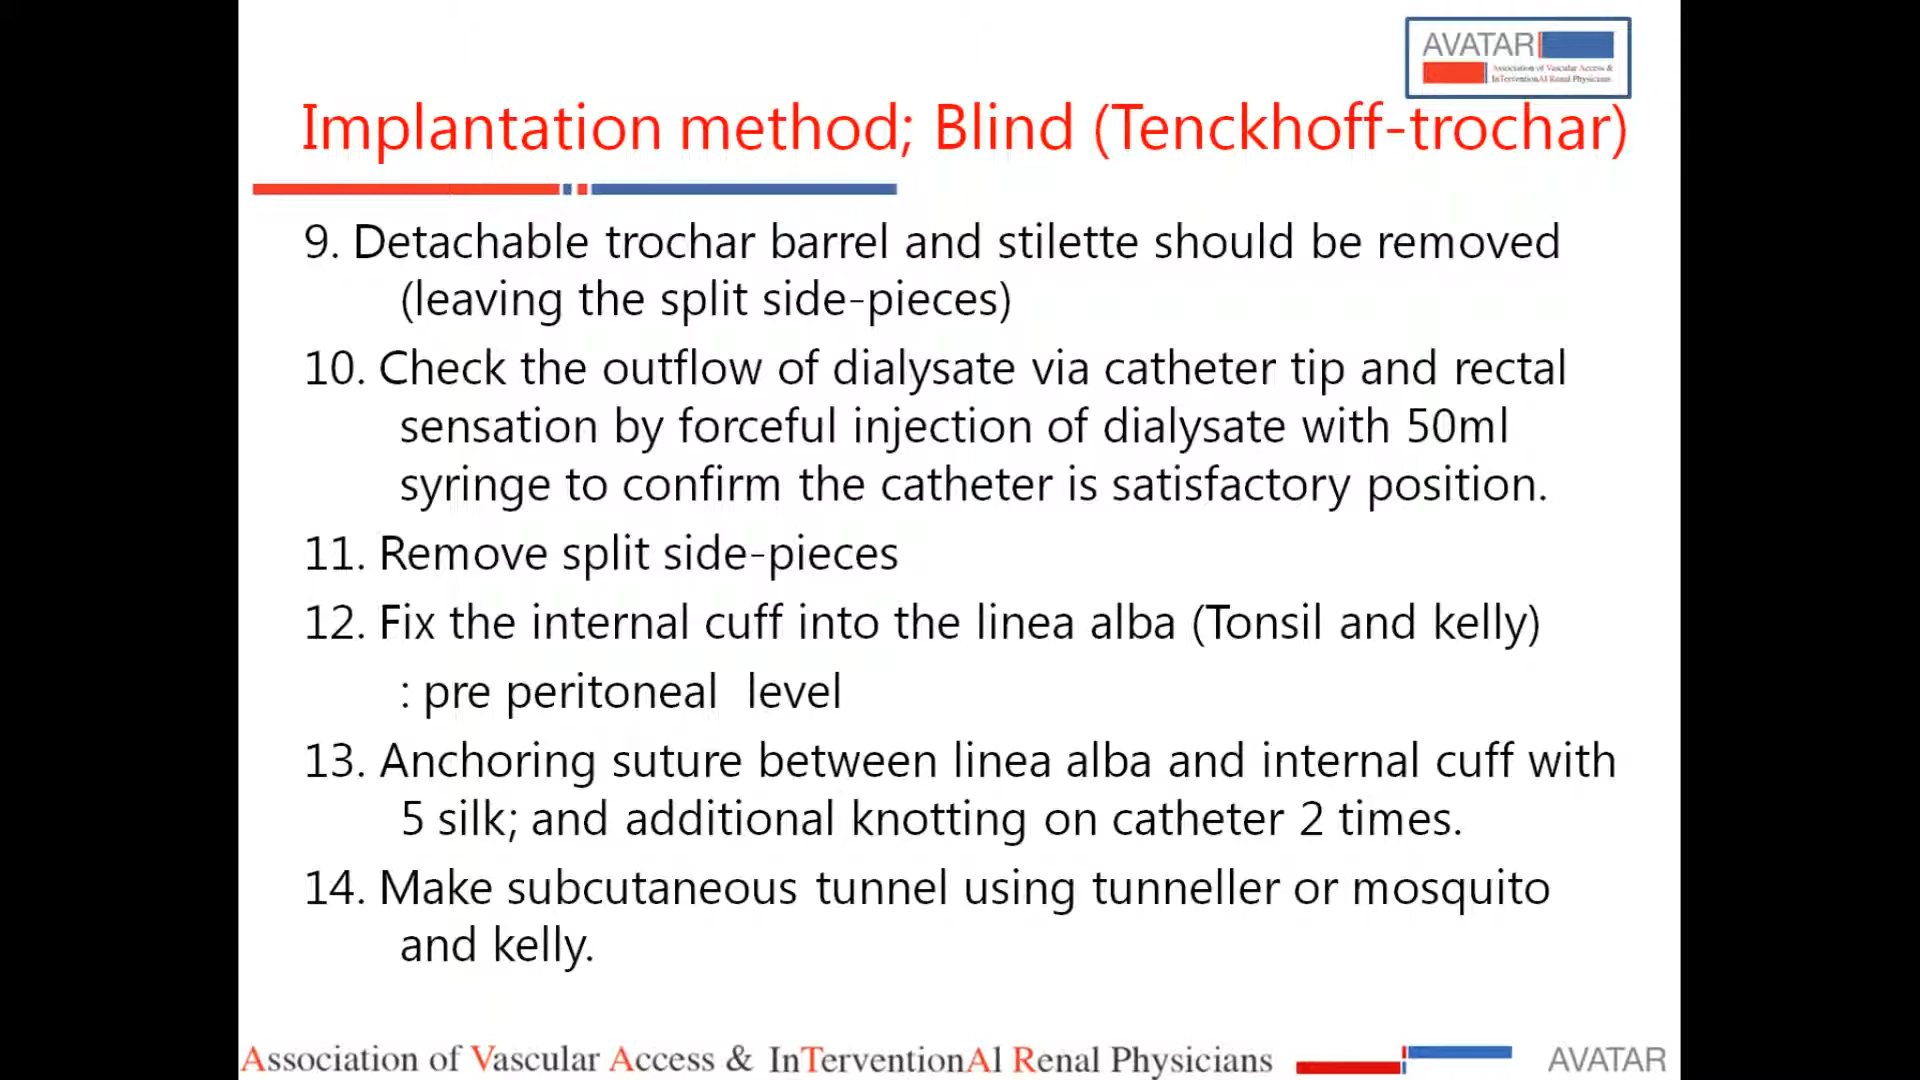 AVATAR
Association of Vascular Access &
InTerventionAl Renal Physicians
Implantation method; Blind (Tenckhoff-trochar)
9. Detachable trochar barrel and stilette should be removed
(leaving the split side-pieces)
10. Check the outflow of dialysate via catheter tip and rectal
sensation by forceful injection of dialysate with 50ml
syringe to confirm the catheter is satisfactory position.
11. Remove split side-pieces
12. Fix the internal cuff into the linea alba (Tonsil and kelly)
: pre peritoneal level
13. Anchoring suture between linea alba and internal cuff with
5 silk; and additional knotting on catheter 2 times.
14. Make subcutaneous tunnel using tunneller or mosquito
and kelly.
Association of Vascular Access & InTerventionAl Renal Physicians AVATAR